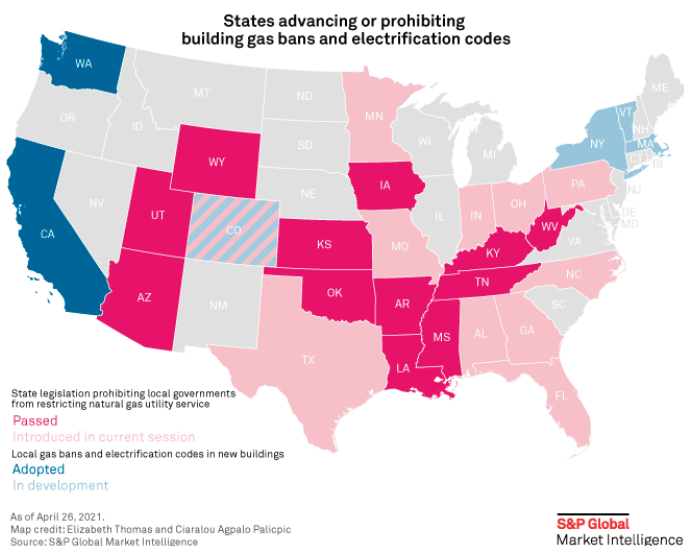 States advancing or prohibiting
building gas bans and electrification codes
WA
MT
ND
ME
OR
ID
MN
VT
NH
WI
SD
NY
MA
WY
MI
CT
RI
IA
PA
NE
NJ
NV
OH
IN
UT
IL
DE
CO
MD
CA
WV
KS
MO
VA
KY
NC
TN
OK
AZ
AR
NM
SC
MS
AL
GA
TX
LA
FL
State legislation prohibiting local governments
from restricting natural gas utility service
Passed
Introduced in current session
Local gas bans and electrification codes in new buildings
Adopted
In development
As of April 26, 2021.
Map credit: Elizabeth Thomas and Ciaralou Agpalo Palicpic
Source: S&P Global Market Intelligence
S&P Global
Market Intelligence